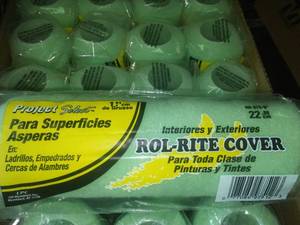 Project Select
Para Superficies
Asperas
En:
Ladrillos, Empedrados y
Cercas de Alambres
Interiores y Exteriores
ROL-RITE COVER
Para Toda Clase de
Pinturas y Tintes
22